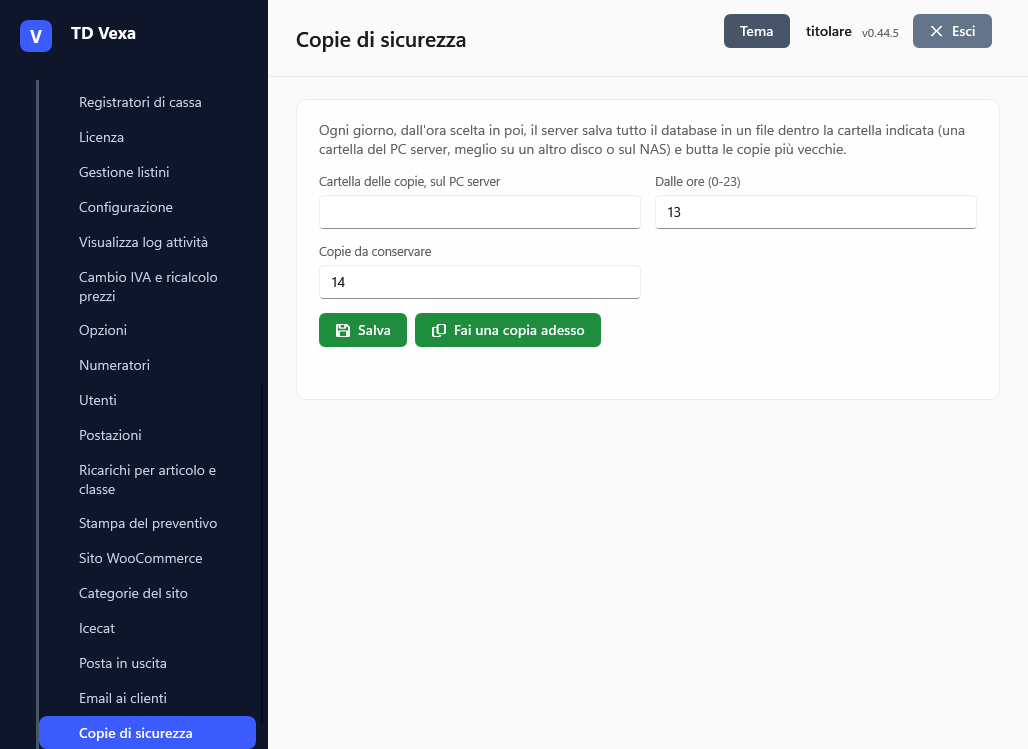 V
TD Vexa
Registratori di cassa
Licenza
Gestione listini
Configurazione
Visualizza log attività
Cambio IVA e ricalcolo
prezzi
Opzioni
Numeratori
Utenti
Postazioni
Ricarichi per articolo e
classe
Stampa del preventivo
Sito WooCommerce
Categorie del sito
Icecat
Posta in uscita
Email ai clienti
Copie di sicurezza
Copie di sicurezza
Tema
titolare
v0.44.5
Esci
Ogni giorno, dall'ora scelta in poi, il server salva tutto il database in un file dentro la cartella indicata (una
cartella del PC server, meglio su un altro disco o sul NAS) e butta le copie più vecchie.
Cartella delle copie, sul PC server
Dalle ore (0-23)
13
Copie da conservare
14
Salva
Fai una copia adesso